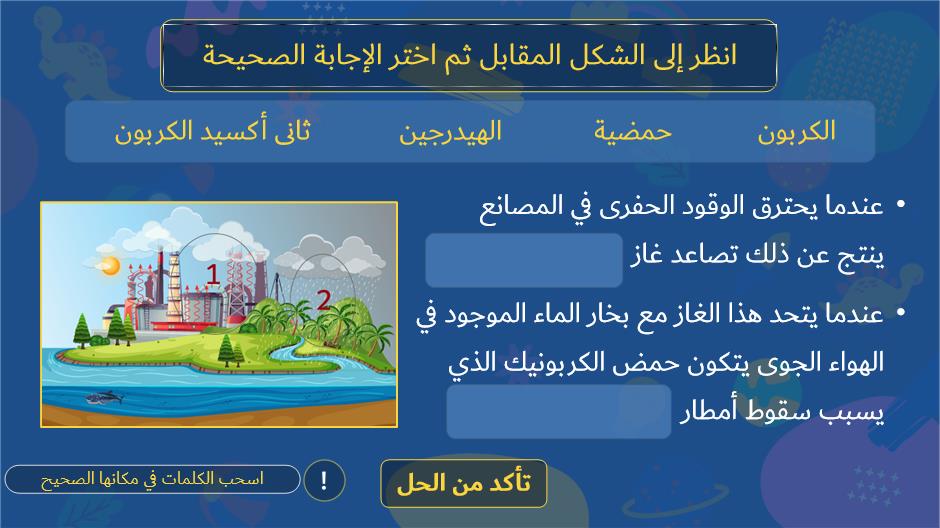 انظر إلى الشكل المقابل ثم اختر الإجابة الصحيحة
الكربون حمضية الهيدرجين ثانى أكسيد الكربون
• عندما يحترق الوقود الحفرى في المصانع
ينتج عن ذلك تصاعد غاز
• عندما يتحد هذا الغاز مع بخار الماء الموجود في
الهواء الجوى يتكون حمض الكربونيك الذي
يسبب سقوط أمطار
1
2
تأكد من الحل
!
اسحب الكلمات في مكانها الصحيح